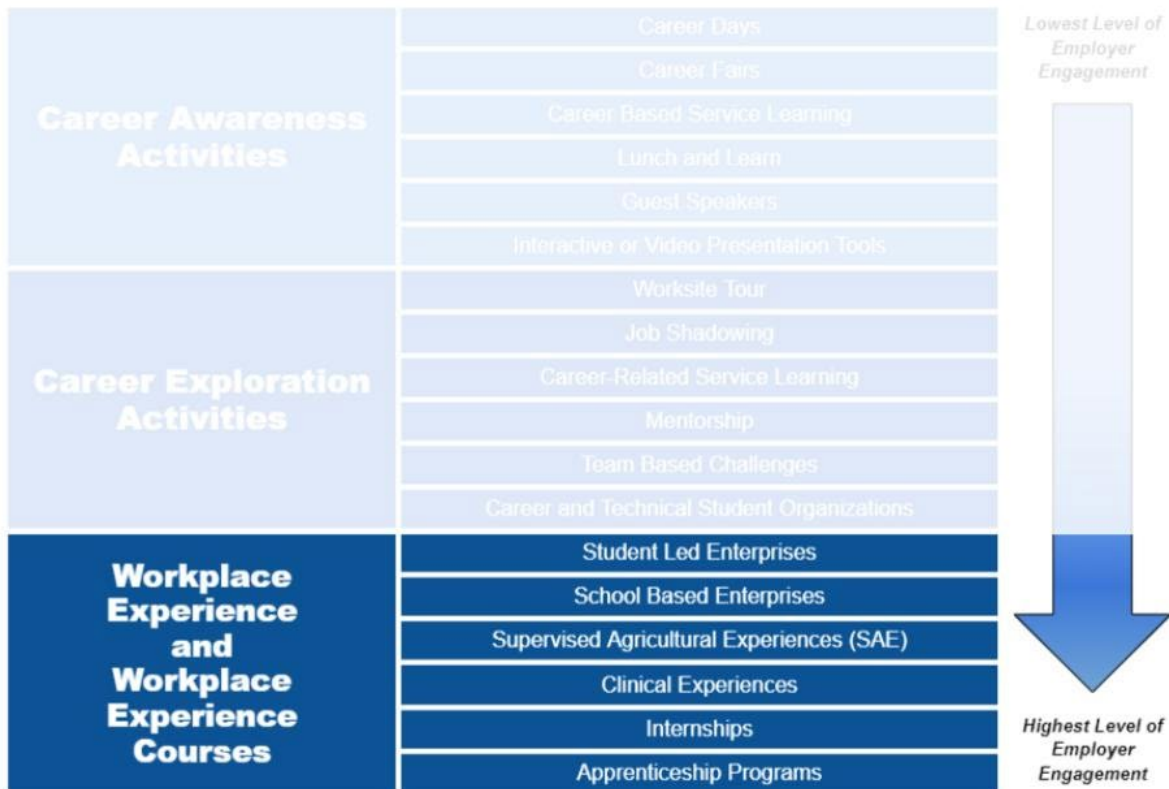 Career Awareness
Activities
Career Days
Career Fairs
Career Based Service Learning
Lunch and Learn
Guest Speakers
Interactive or Video Presentation Tools
Career Exploration
Activities
Worksite Tour
Job Shadowing
Career-Related Service Learning
Mentorship
Team Based Challenges
Career and Technical Student Organizations
Workplace
Experience
and
Workplace
Experience
Courses
Student Led Enterprises
School Based Enterprises
Supervised Agricultural Experiences (SAE)
Clinical Experiences
Internships
Apprenticeship Programs
Lowest Level of
Employer
Engagement
Highest Level of
Employer
Engagement